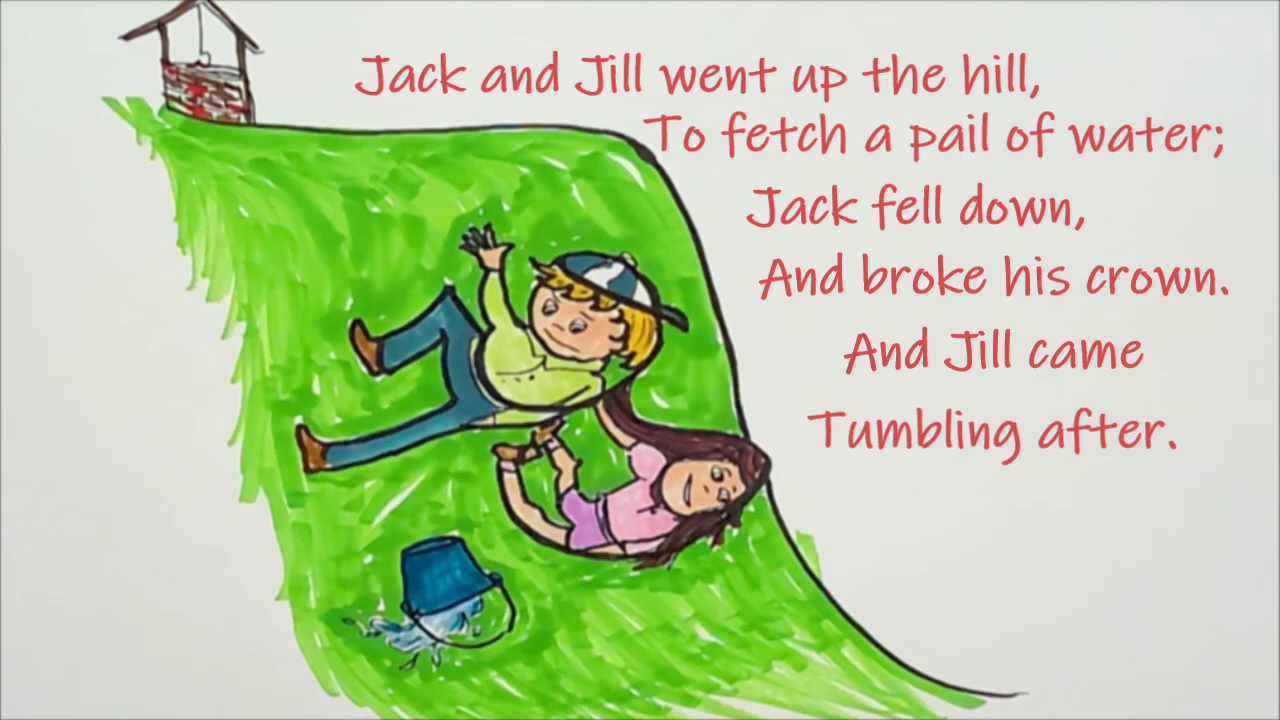 Jack and Jill went up the hill,
To fetch a pail of water;
Jack fell down,
And broke his crown.
And Jill came
Tumbling after.